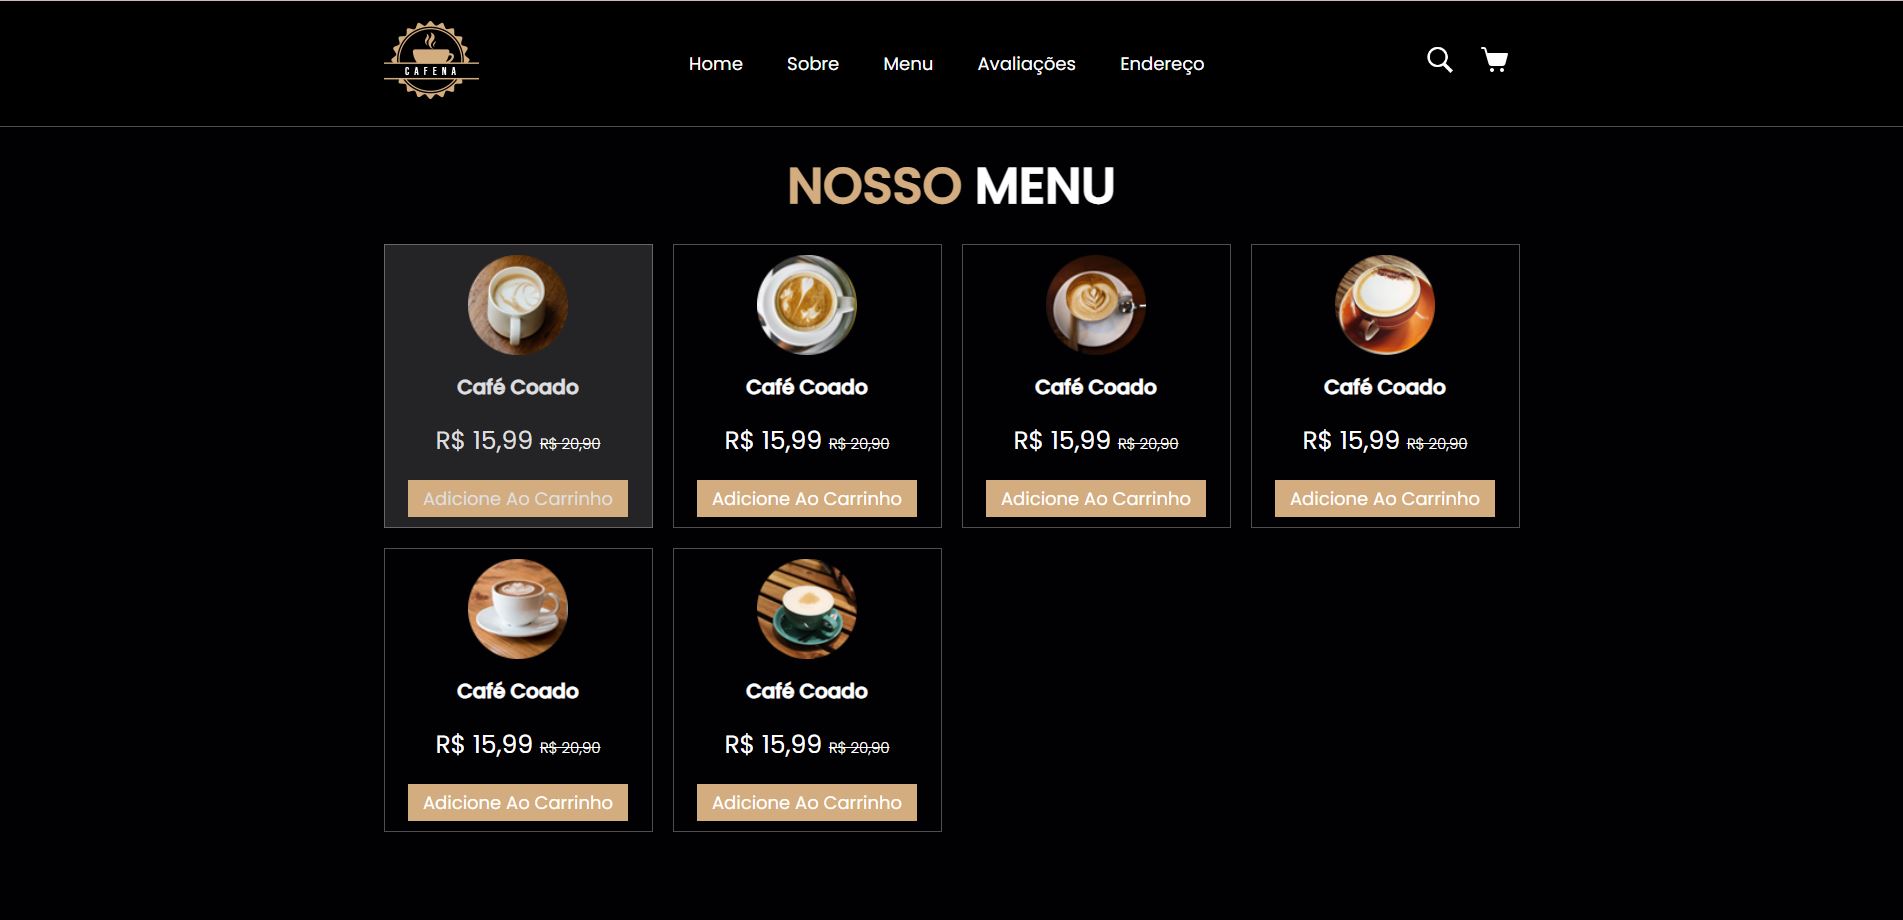 CAFENA
Home Sobre Menu Avaliações Endereço
NOSSO MENU
Café Coado
R$ 15,99 R$ 20,90
Adicione Ao Carrinho
Café Coado
R$ 15,99 R$ 20,90
Adicione Ao Carrinho
Café Coado
R$ 15,99 R$ 20,90
Adicione Ao Carrinho
Café Coado
R$ 15,99 R$ 20,90
Adicione Ao Carrinho
Café Coado
R$ 15,99 R$ 20,90
Adicione Ao Carrinho
Café Coado
R$ 15,99 R$ 20,90
Adicione Ao Carrinho